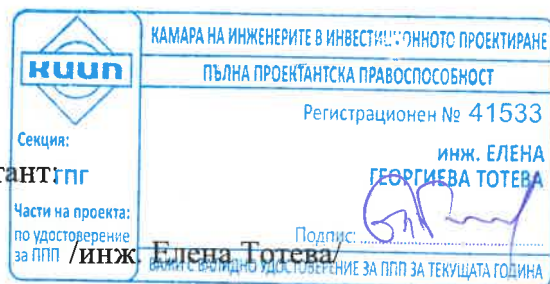 КАМАРА НА ИНЖЕНЕРИТЕ В ИНВЕСТИЦИОННОТО ПРОЕКТИРАНЕ
КИИП
ПЪЛНА ПРОЕКТАНТСКА ПРАВОСПОСОБНОСТ
Регистрационен № 41533
Секция:
инж. ЕЛЕНА
тант:
ГПГ
ГЕОРГИЕВА ТОТЕВА
Части на проекта:
по удостоверение
за ППП
Подпис:
/инж. Елена Тотева/
ВАЖИ С ВАЛИДНО УДОСТОВЕРЕНИЕ ЗА ППП ЗА ТЕКУЩАТА ГОДИНА